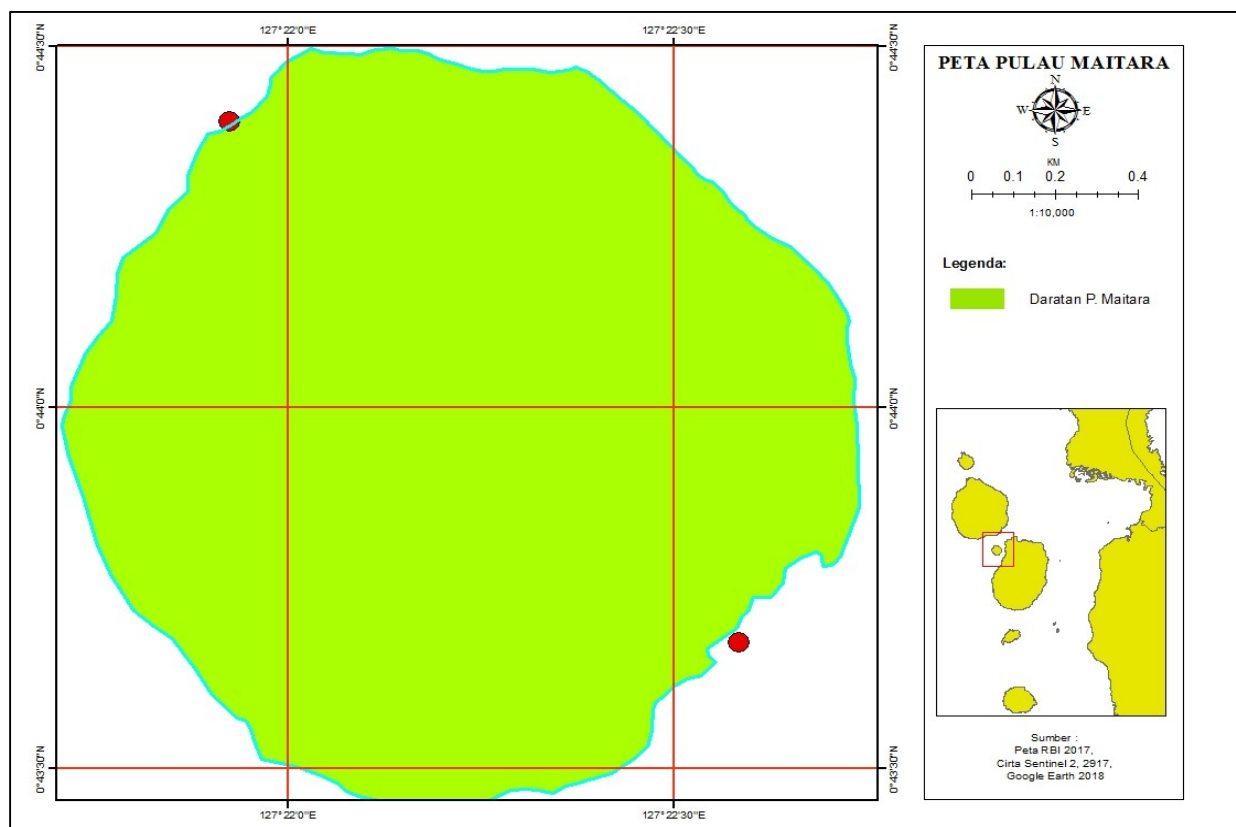 127°22'0"E
127°22'30"E
0°44'30"N
0°44'30"N
0°44'0"N
0°44'0"N
0°43'30"N
0°43'30"N
127°22'0"E
127°22'30"E
PETA PULAU MAITARA
N
W
E
S
KM
0 0.1 0.2 0.4
1:10,000
Legenda:
Daratan P. Maitara
Sumber :
Peta RBI 2017,
Cirta Sentinel 2, 2917,
Google Earth 2018